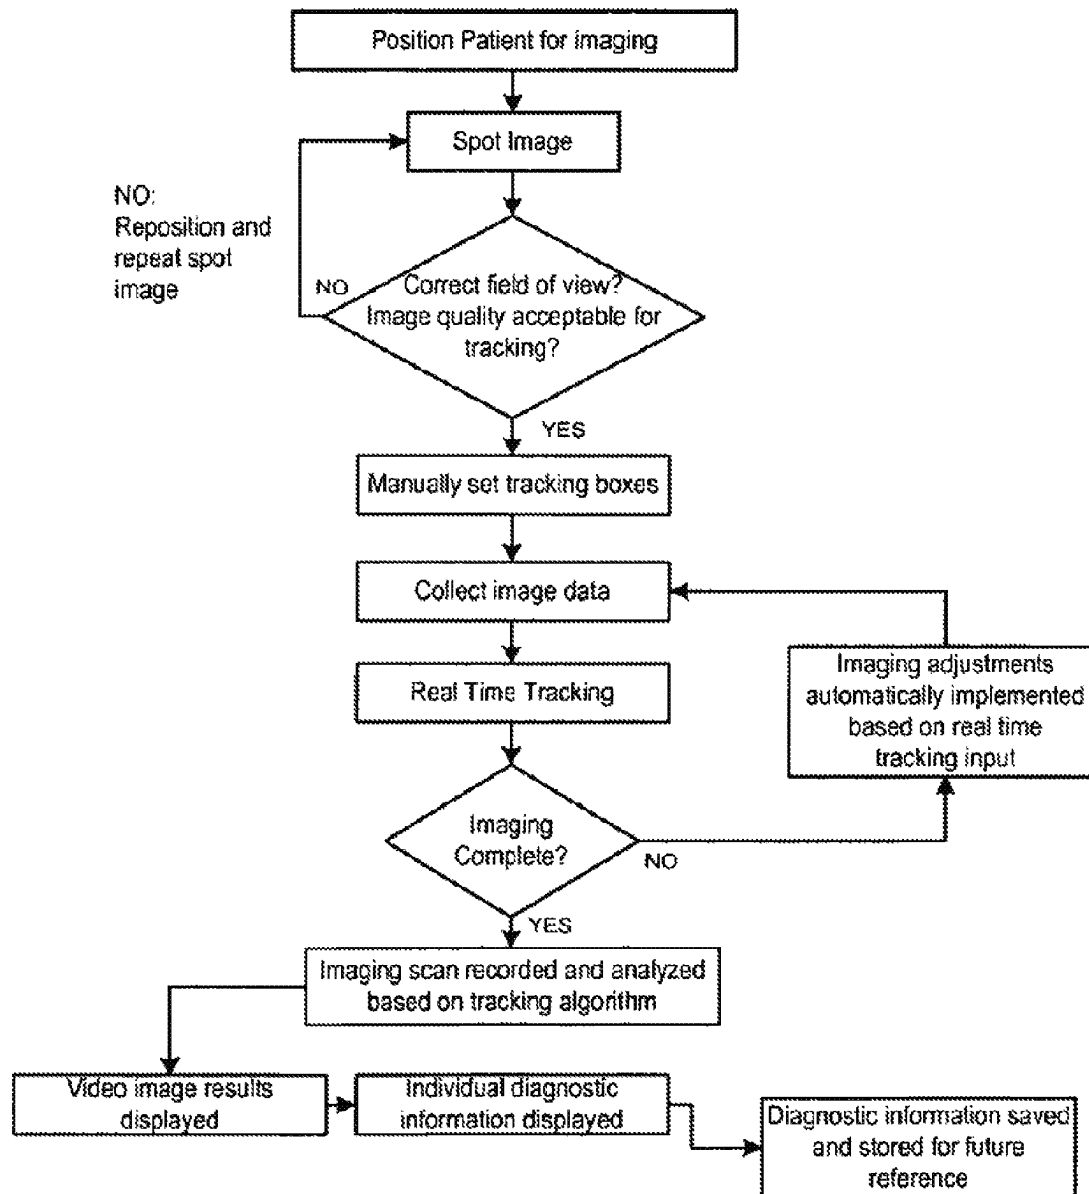 Position Patient for imaging
Spot Image
NO:
Reposition and
repeat spot
image
NO
Correct field of view?
Image quality acceptable for
tracking?
YES
Manually set tracking boxes
Collect image data
Real Time Tracking
Imaging adjustments
automatically implemented
based on real time
tracking input
Imaging
Complete?
NO
YES
Imaging scan recorded and analyzed
based on tracking algorithm
Video image results
displayed
Individual diagnostic
information displayed
Diagnostic information saved
and stored for future
reference